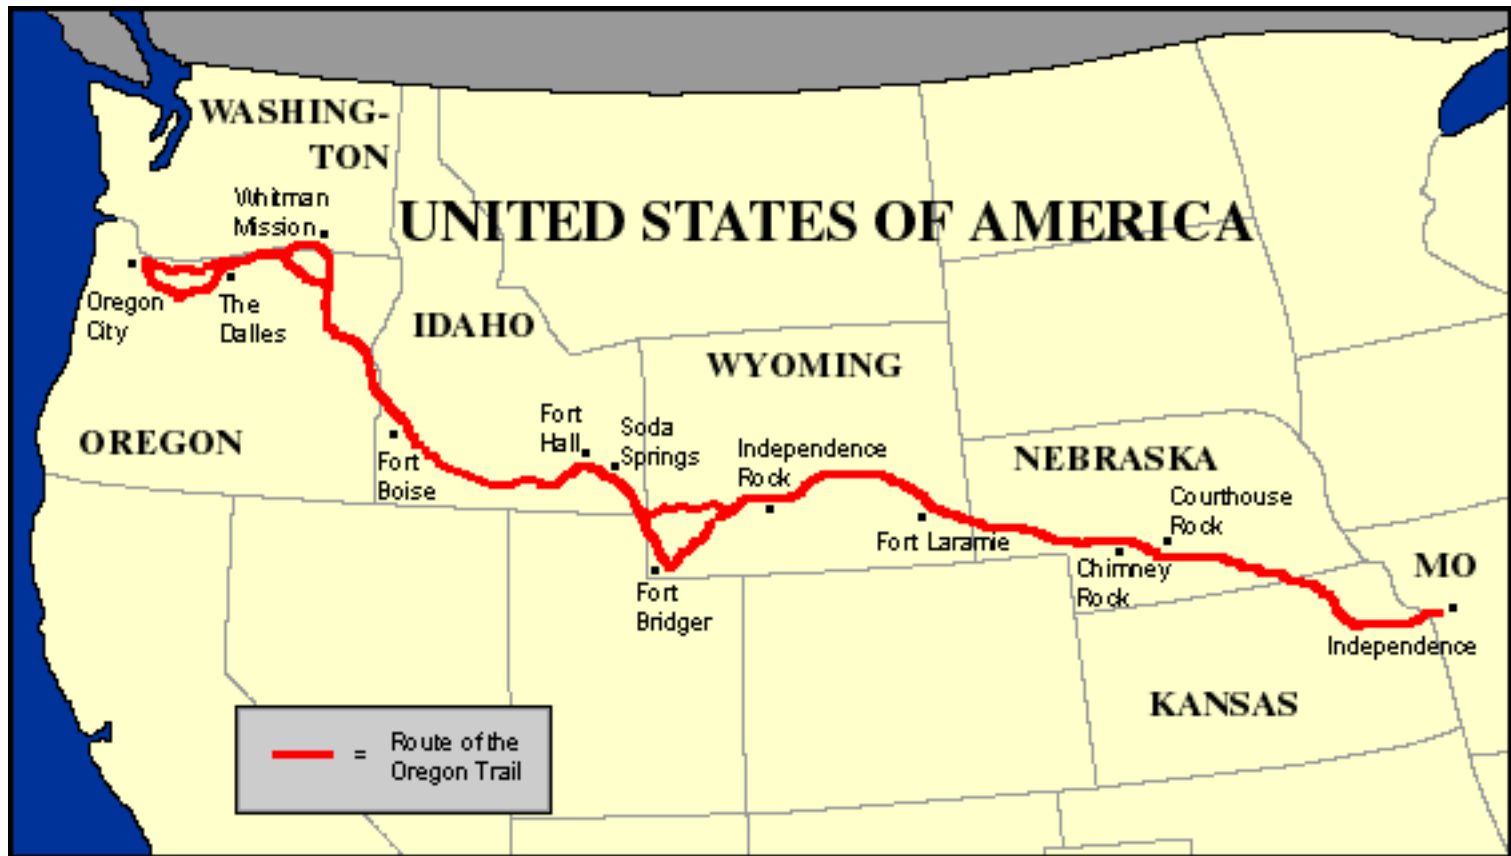 WASHING-
TON
Whitman
Mission
UNITED STATES OF AMERICA
Oregon
City
The
Dalles
IDAHO
WYOMING
OREGON
Fort
Hall
Soda
Springs
Independence
Rock
NEBRASKA
Fort
Boise
Courthouse
Rock
Fort Laramie
Chimney
Rock
MO
Fort
Bridger
Independence
KANSAS
= Route of the
Oregon Trail